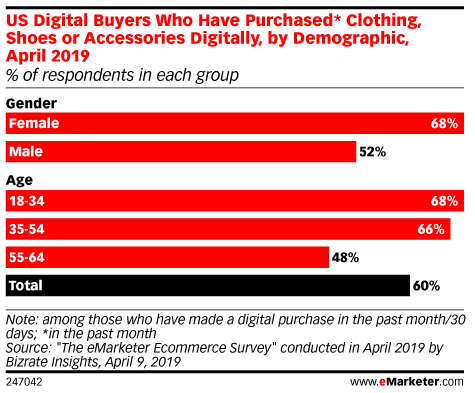 US Digital Buyers Who Have Purchased* Clothing,
Shoes or Accessories Digitally, by Demographic,
April 2019
% of respondents in each group
Gender
Female 68%
Male 52%
Age
18-34 68%
35-54 66%
55-64 48%
Total 60%
Note: among those who have made a digital purchase in the past month/30
days; *in the past month
Source: "The eMarketer Ecommerce Survey" conducted in April 2019 by
Bizrate Insights, April 9, 2019
247042 www.eMarketer.com